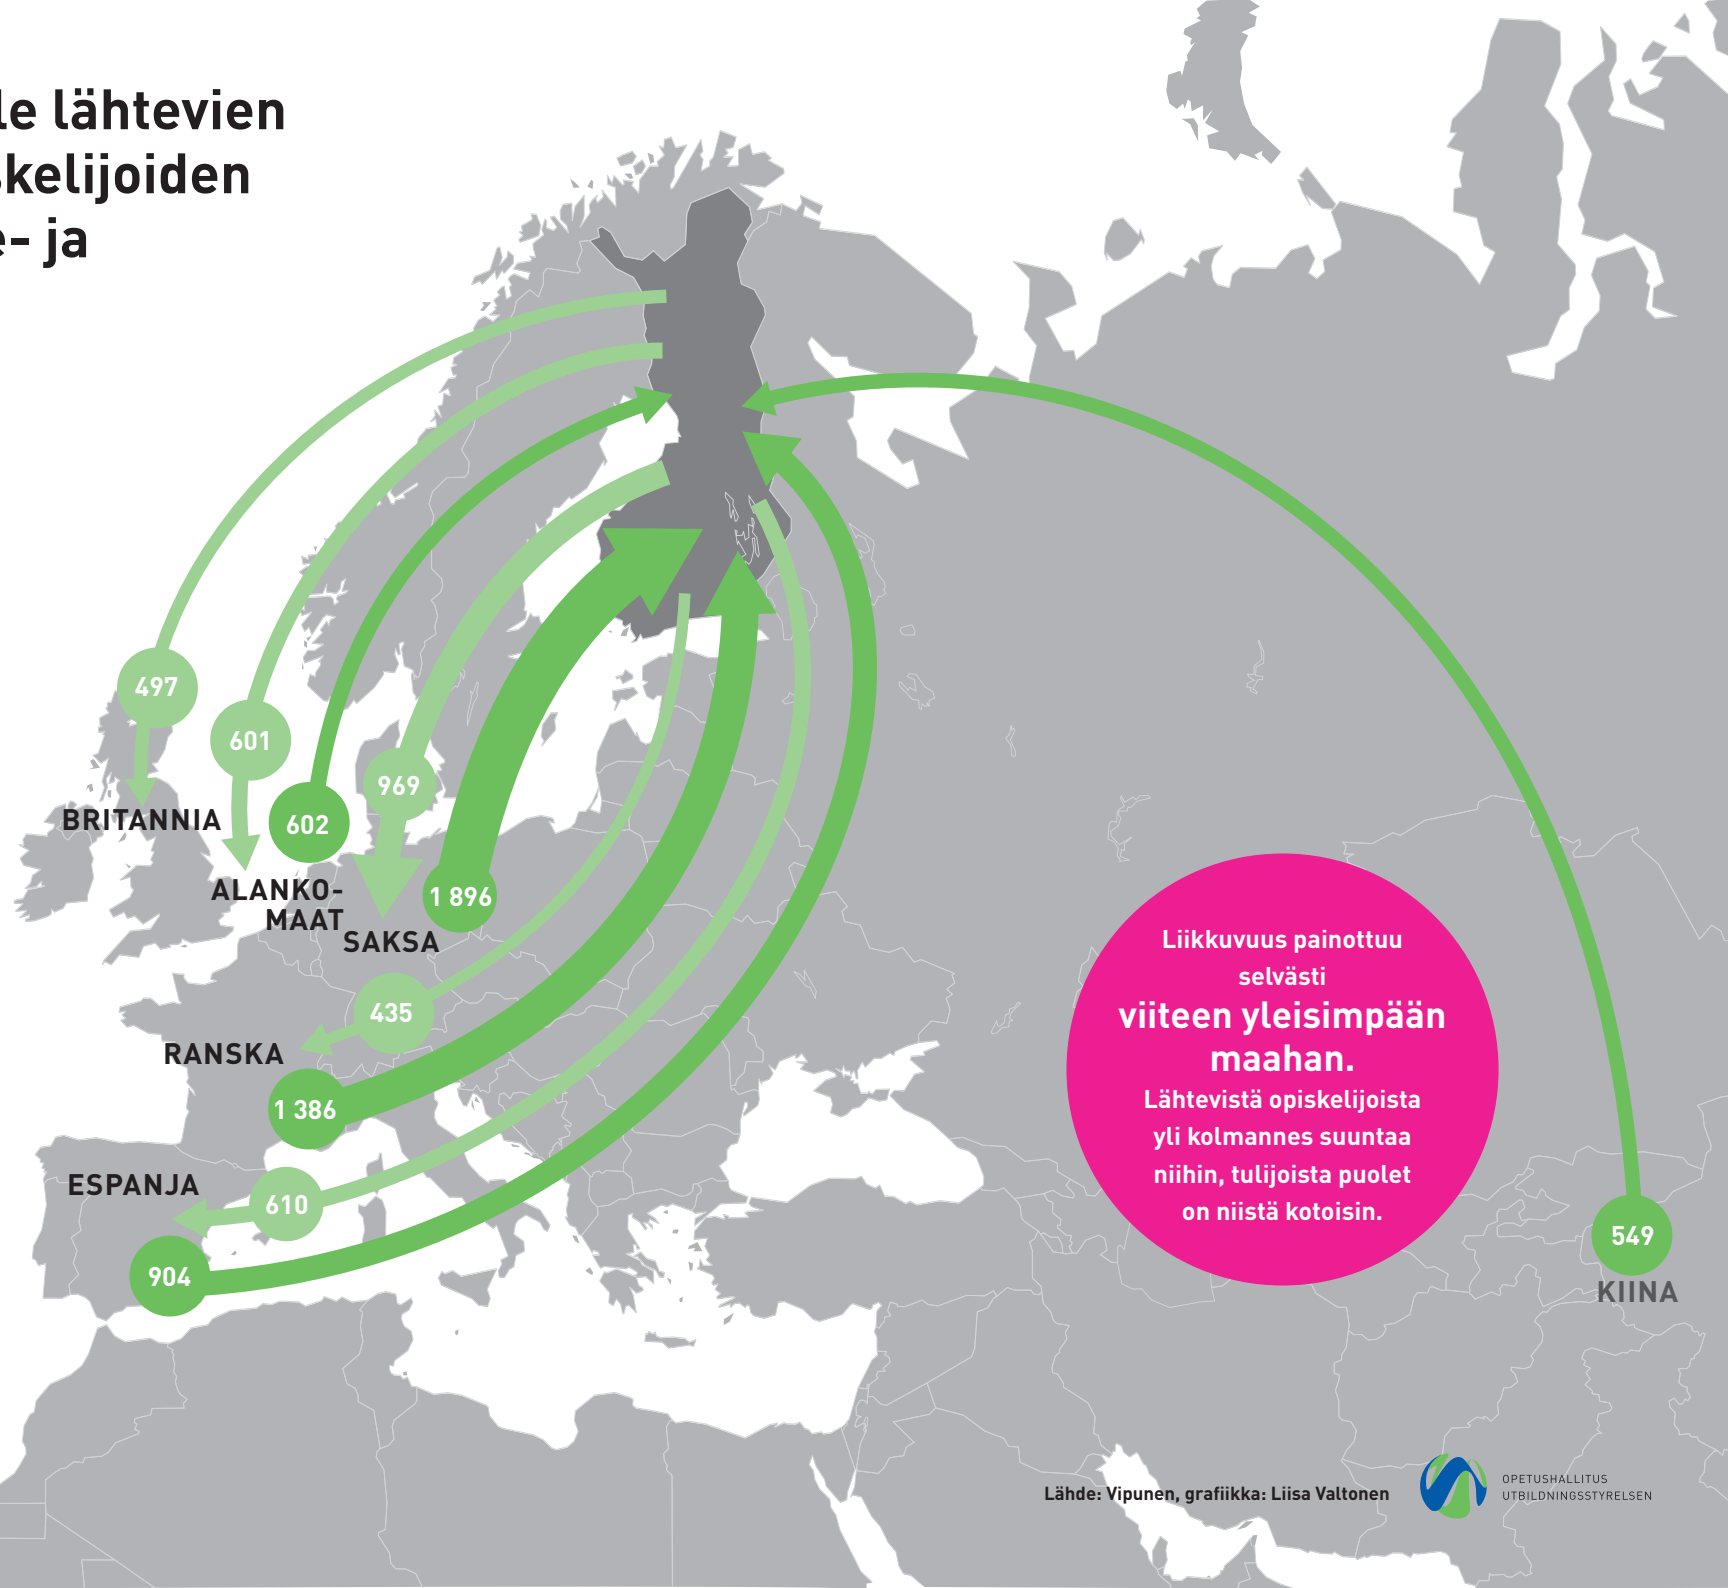 le lähtevien
skelijoiden
e- ja
497
601
BRITANNIA
602
969
ALANKO-
MAAT
SAKSA
1 896
435
RANSKA
1 386
ESPANJA
610
904
Liikkuvuus painottuu
selvästi
viiteen yleisimpään
maahan.
Lähtevistä opiskelijoista
yli kolmannes suuntaa
niihin, tulijoista puolet
on niistä kotoisin.
549
KIINA
Lähde: Vipunen, grafiikka: Liisa Valtonen
OPETUSHALLITUS
UTBILDNINGSSTYRELSEN